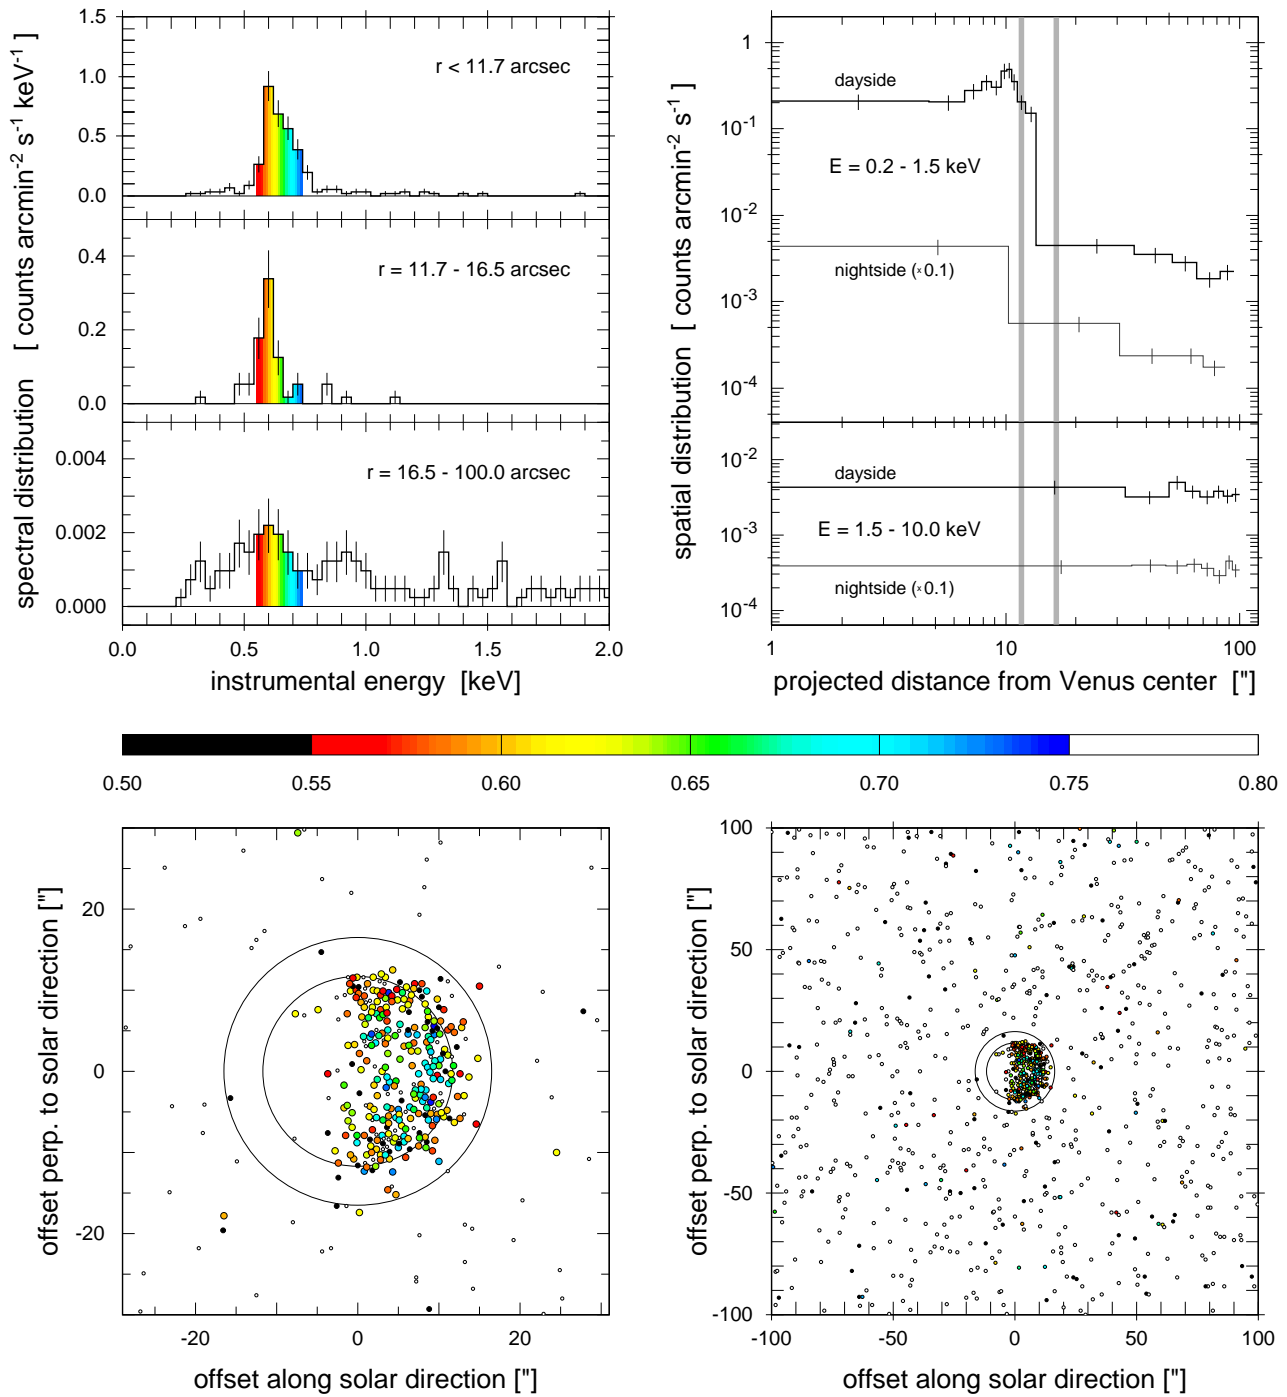 spectral distribution [ counts arcmin-2 s-1 keV-1 ]
1.5
1.0
0.5
0.0
r < 11.7 arcsec
0.4
0.2
0.0
r = 11.7 - 16.5 arcsec
0.004
0.002
0.000
r = 16.5 - 100.0 arcsec
0.0 0.5 1.0 1.5 2.0
instrumental energy [keV]
spatial distribution [ counts arcmin-2 s-1 ]
1
10-1
10-2
10-3
10-4
dayside
E = 0.2 - 1.5 keV
nightside (×0.1)
10-2
10-3
10-4
dayside
E = 1.5 - 10.0 keV
nightside (×0.1)
1 10 100
projected distance from Venus center ["]
0.50 0.55 0.60 0.65 0.70 0.75 0.80
offset perp. to solar direction ["]
20
0
-20
-20 0 20
offset along solar direction ["]
offset perp. to solar direction ["]
100
50
0
-50
-100
-100 -50 0 50 100
offset along solar direction ["]